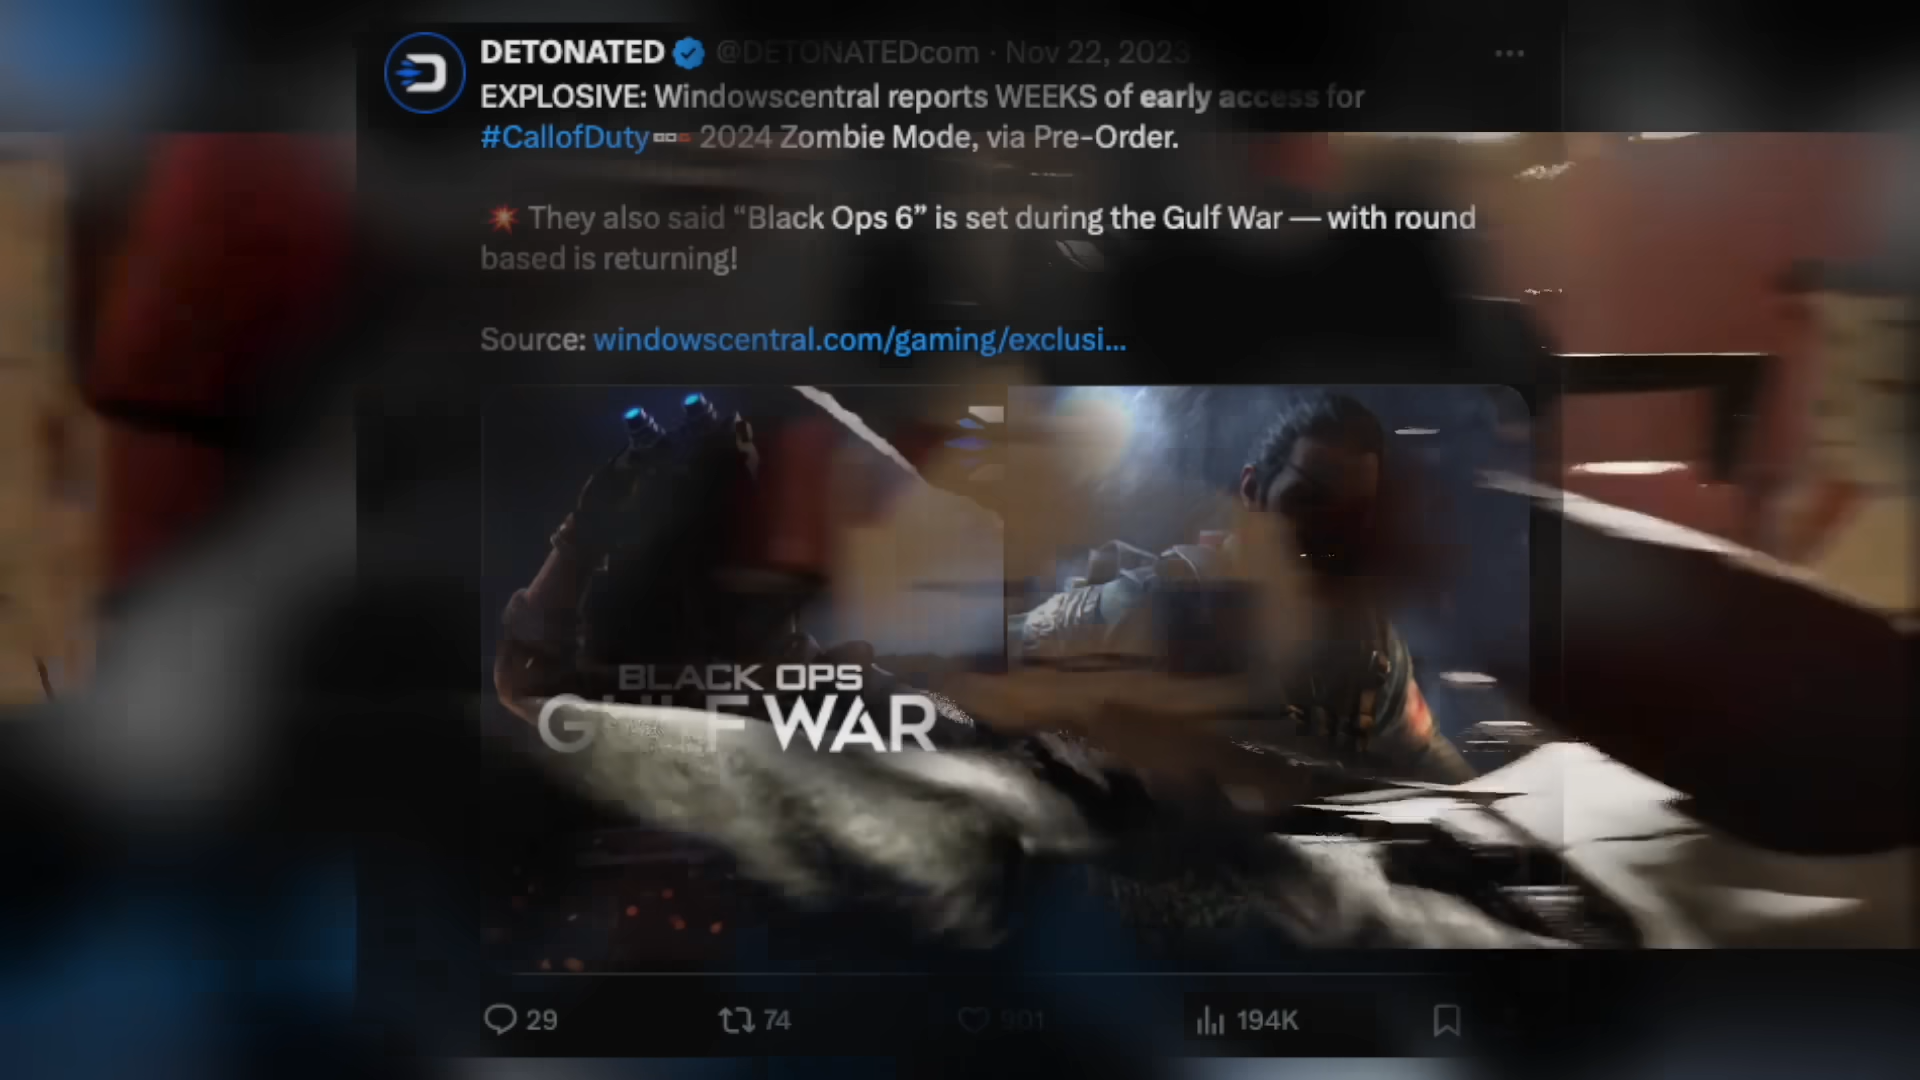 DETONATED @DETONATEDcom · Nov 22, 2023
EXPLOSIVE: Windowscentral reports WEEKS of early access for
#CallofDuty 2024 Zombie Mode, via Pre-Order.
💥 They also said “Black Ops 6” is set during the Gulf War — with round
based is returning!
Source: windowscentral.com/gaming/exclusi...
BLACK OPS
GULF WAR
29 74 901 194K